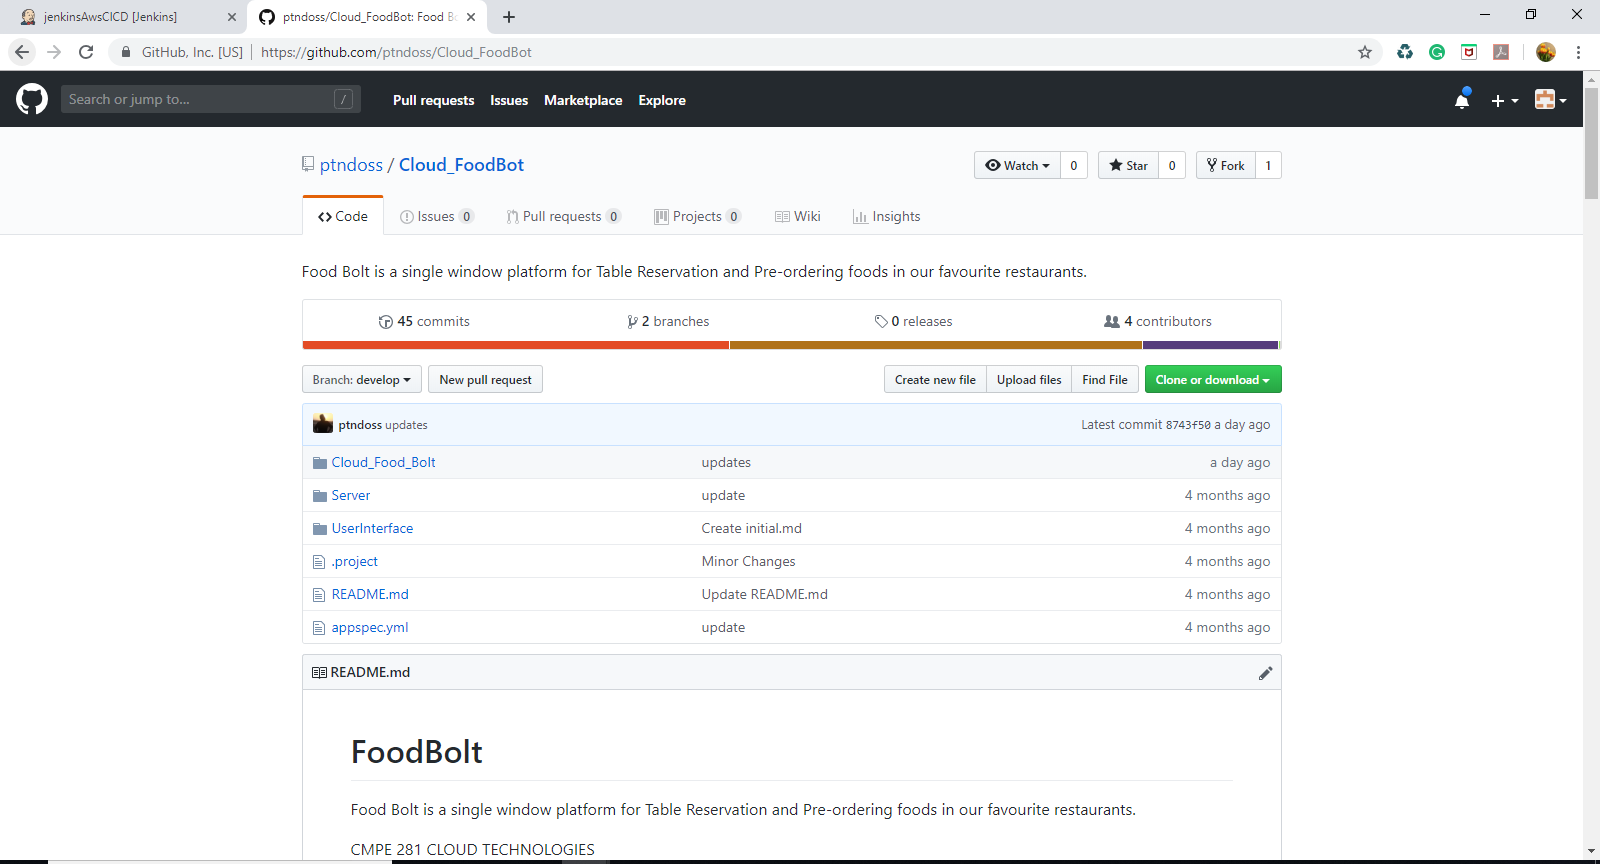 jenkinsAwsCICD [Jenkins]
ptndoss/Cloud_FoodBot: Food Bo
GitHub, Inc. [US] https://github.com/ptndoss/Cloud_FoodBot
Search or jump to... /
Pull requests Issues Marketplace Explore
ptndoss / Cloud_FoodBot
Watch 0 Star 0 Fork 1
Code Issues 0 Pull requests 0 Projects 0 Wiki Insights
Food Bolt is a single window platform for Table Reservation and Pre-ordering foods in our favourite restaurants.
45 commits 2 branches 0 releases 4 contributors
Branch: develop New pull request Create new file Upload files Find File Clone or download
ptndoss updates Latest commit 8743f50 a day ago
Cloud_Food_Bolt updates a day ago
Server update 4 months ago
UserInterface Create initial.md 4 months ago
.project Minor Changes 4 months ago
README.md Update README.md 4 months ago
appspec.yml update 4 months ago
README.md
FoodBolt
Food Bolt is a single window platform for Table Reservation and Pre-ordering foods in our favourite restaurants.
CMPE 281 CLOUD TECHNOLOGIES